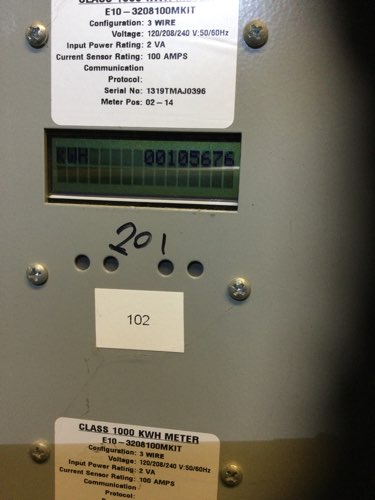 CLASS 1000 KWH METER
E10-3208100MKIT
Configuration: 3 WIRE
Voltage: 120/208/240 V:50/60Hz
Input Power Rating: 2 VA
Current Sensor Rating: 100 AMPS
Communication
Protocol:
Serial No: 1319TMAJ0396
Meter Pos: 02-14
KWH 00105676
201
102
CLASS 1000 KWH METER
E10-3208100MKIT
Configuration: 3 WIRE
Voltage: 120/208/240 V:50/60Hz
Input Power Rating: 2 VA
Current Sensor Rating: 100 AMPS
Communication
Protocol: